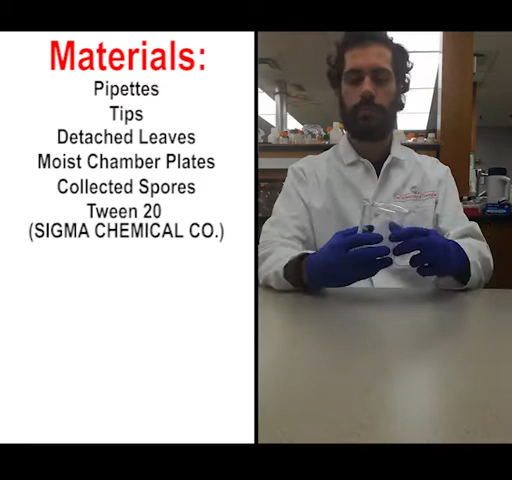 Materials:
Pipettes
Tips
Detached Leaves
Moist Chamber Plates
Collected Spores
Tween 20
(SIGMA CHEMICAL CO.)